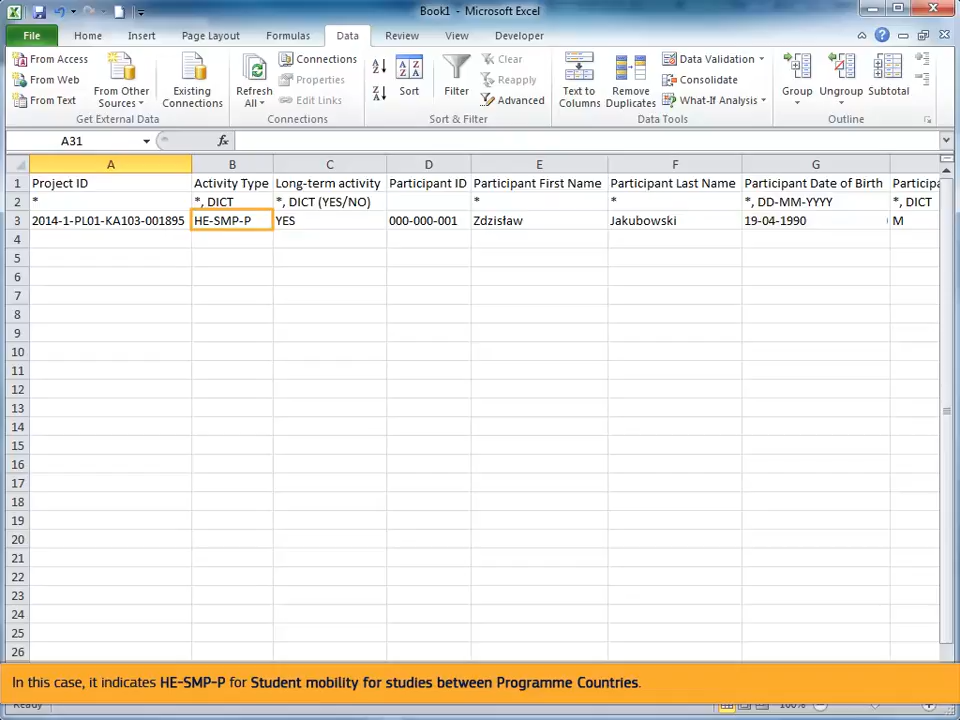 Book1 - Microsoft Excel
File Home Insert Page Layout Formulas Data Review View Developer
From Access
From Web
From Text
From Other Sources
Existing Connections
Get External Data
Refresh All
Connections
Properties
Edit Links
Connections
Sort
Filter
Clear
Reapply
Advanced
Sort & Filter
Text to Columns
Remove Duplicates
Data Validation
Consolidate
What-If Analysis
Data Tools
Group
Ungroup
Subtotal
Outline
A31 fx
A B C D E F G
1 Project ID Activity Type Long-term activity Participant ID Participant First Name Participant Last Name Participant Date of Birth Participa
2 * *, DICT *, DICT (YES/NO) * * *, DD-MM-YYYY *, DICT
3 2014-1-PL01-KA103-001895 HE-SMP-P YES 000-000-001 Zdzisław Jakubowski 19-04-1990 M
4
5
6
7
8
9
10
11
12
13
14
15
16
17
18
19
20
21
22
23
24
25
26
In this case, it indicates HE-SMP-P for Student mobility for studies between Programme Countries.
Ready 100%